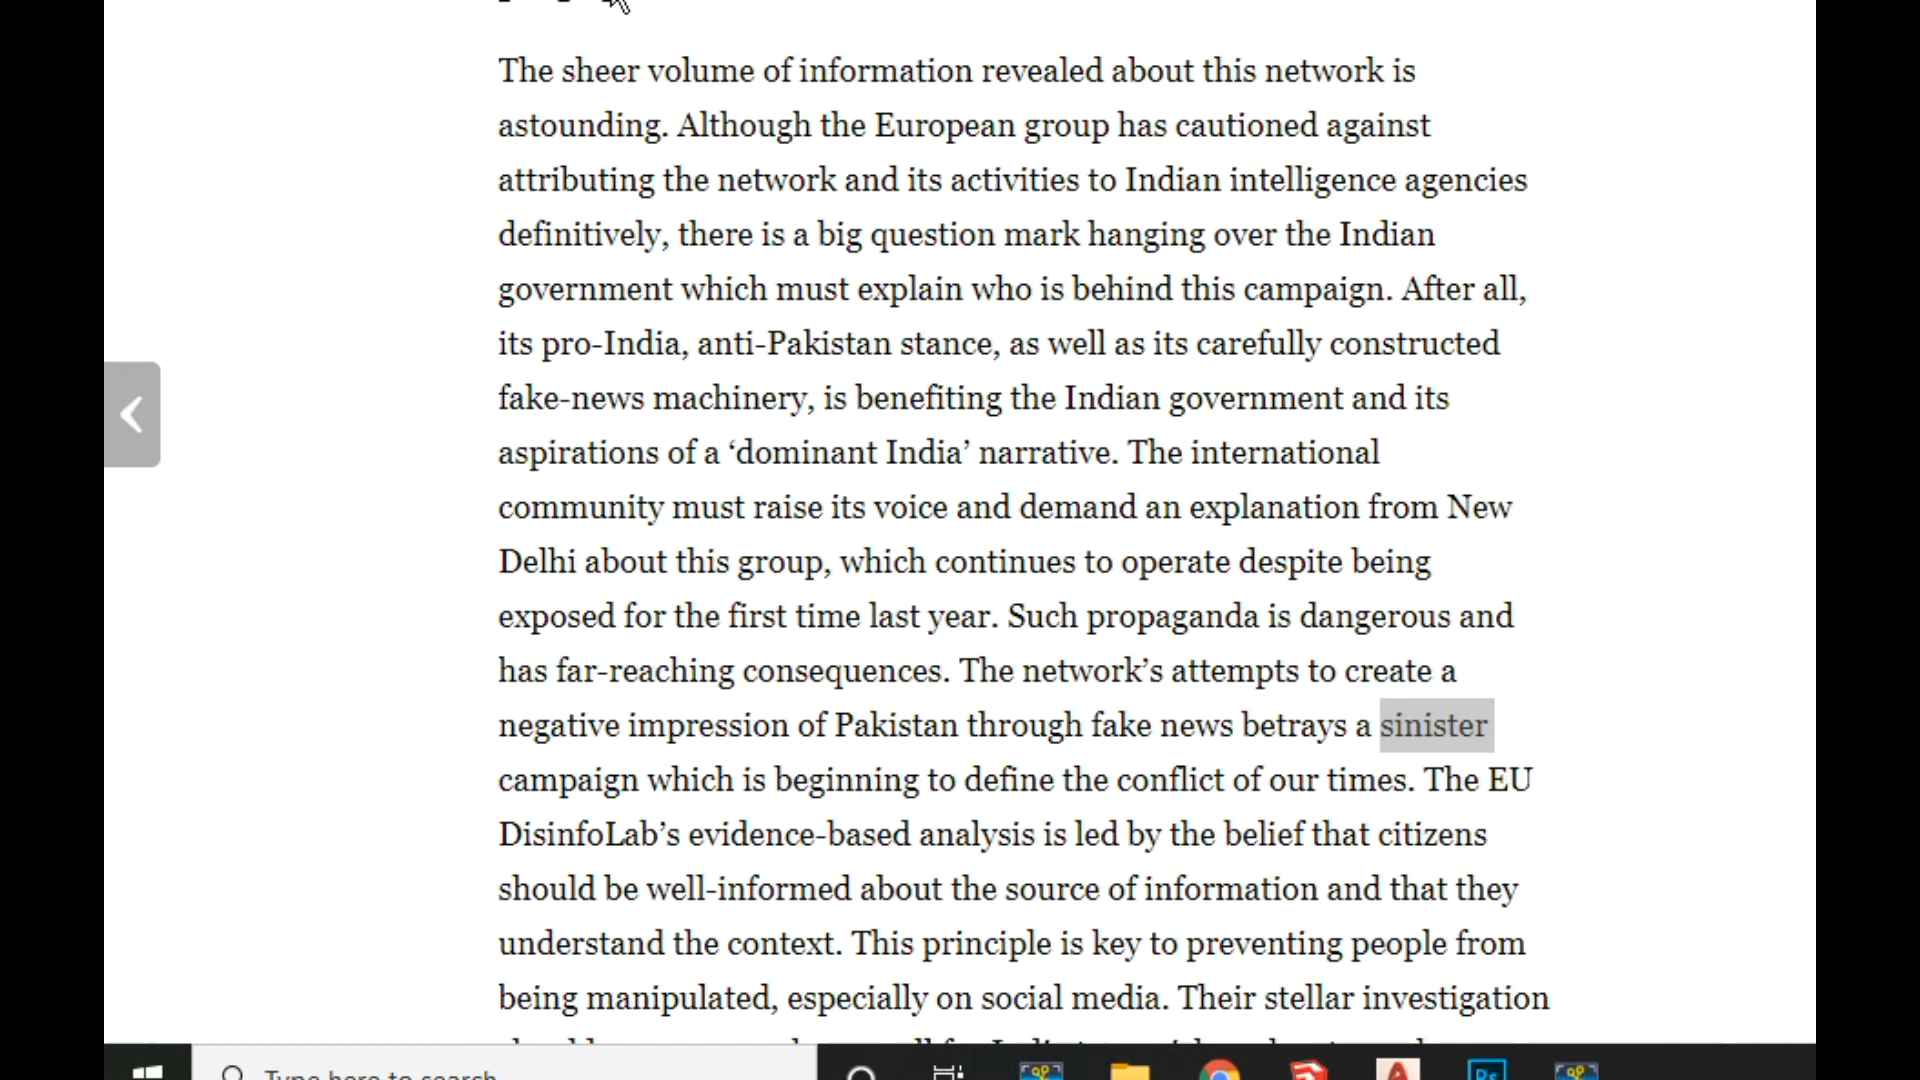 The sheer volume of information revealed about this network is
astounding. Although the European group has cautioned against
attributing the network and its activities to Indian intelligence agencies
definitively, there is a big question mark hanging over the Indian
government which must explain who is behind this campaign. After all,
its pro-India, anti-Pakistan stance, as well as its carefully constructed
fake-news machinery, is benefiting the Indian government and its
aspirations of a ‘dominant India’ narrative. The international
community must raise its voice and demand an explanation from New
Delhi about this group, which continues to operate despite being
exposed for the first time last year. Such propaganda is dangerous and
has far-reaching consequences. The network’s attempts to create a
negative impression of Pakistan through fake news betrays a sinister
campaign which is beginning to define the conflict of our times. The EU
DisinfoLab’s evidence-based analysis is led by the belief that citizens
should be well-informed about the source of information and that they
understand the context. This principle is key to preventing people from
being manipulated, especially on social media. Their stellar investigation
Type here to search
Ps